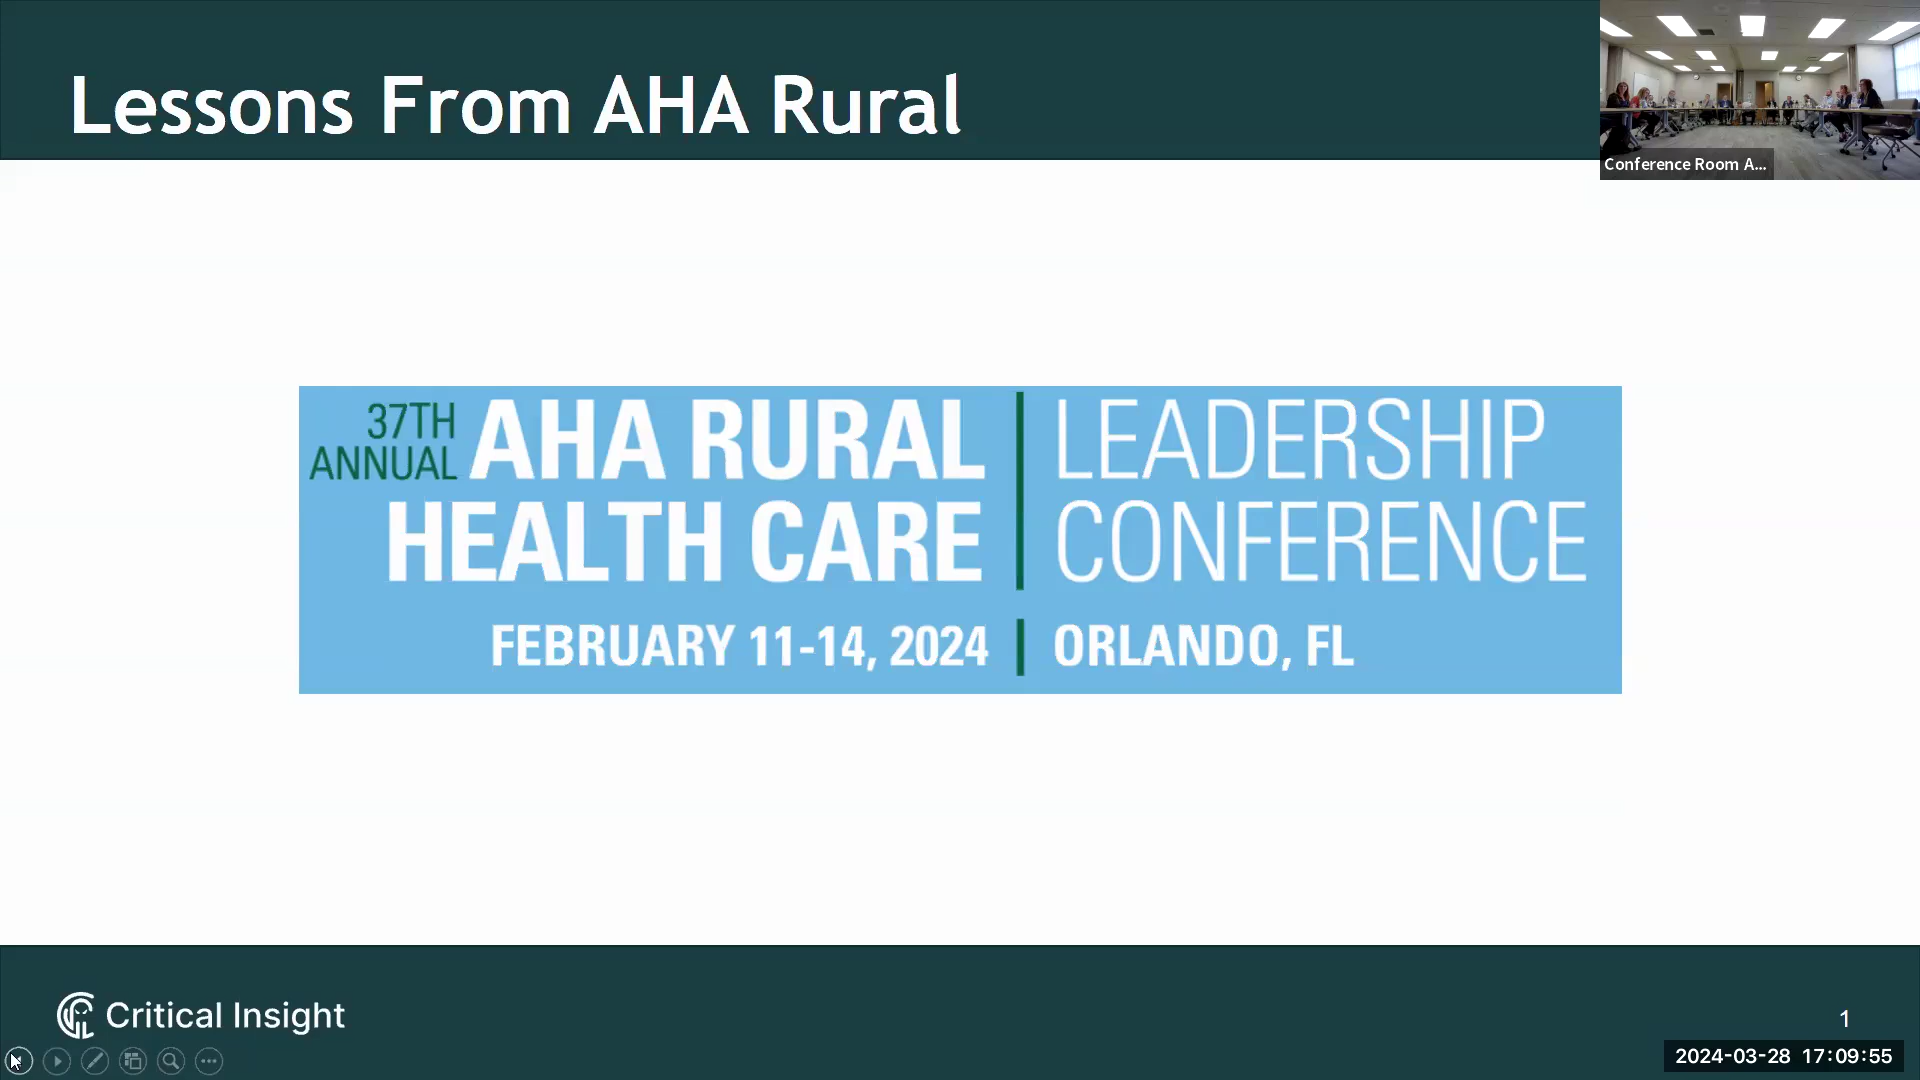 Lessons From AHA Rural
Conference Room A...
37TH ANNUAL AHA RURAL HEALTH CARE
LEADERSHIP CONFERENCE
FEBRUARY 11-14, 2024 | ORLANDO, FL
Critical Insight
1
2024-03-28 17:09:55